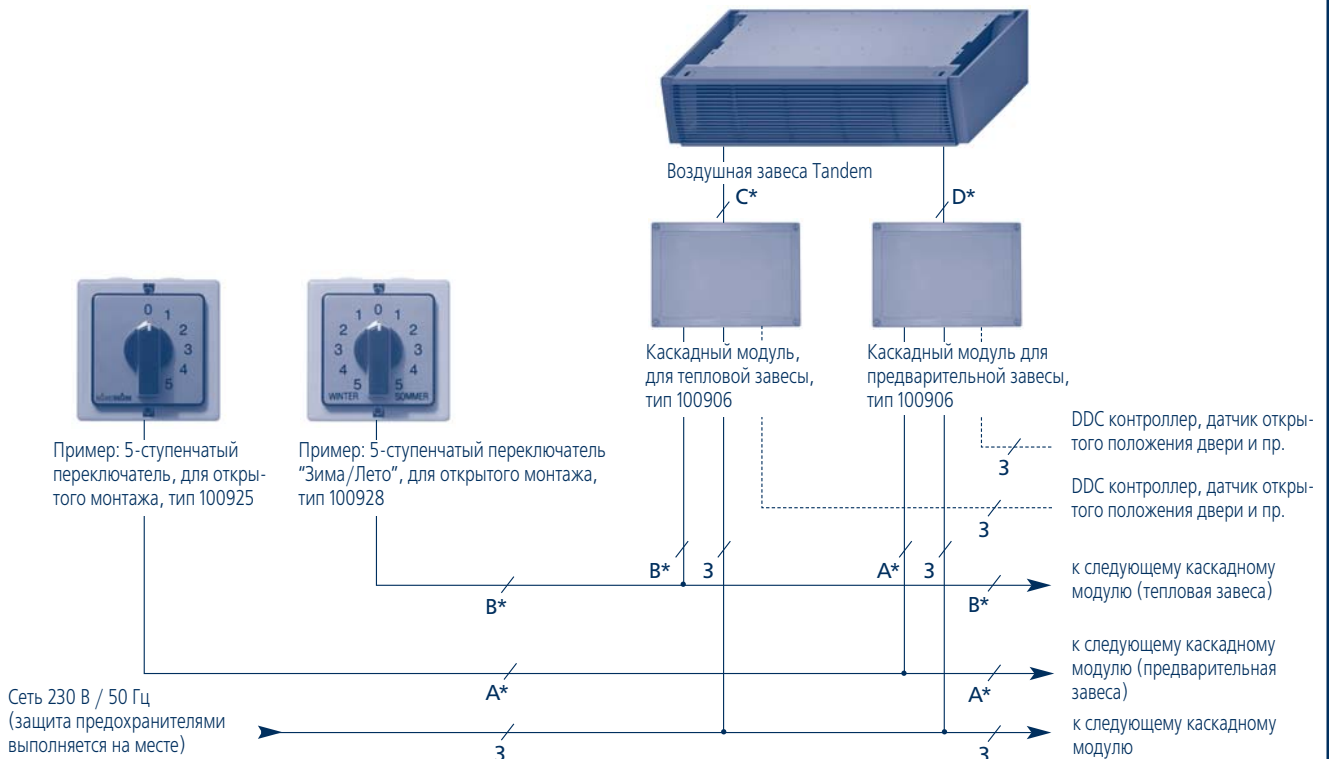 Воздушная завеса Tandem
C*
D*
0
1
2
3
4
5
1 0 1
2 2
3 3
4 4
5 5
WINTER SOMMER
Каскадный модуль,
для тепловой завесы,
тип 100906
Каскадный модуль для
предварительной завесы,
тип 100906
Пример: 5-ступенчатый
переключатель, для откры-
того монтажа, тип 100925
Пример: 5-ступенчатый переключатель
“Зима/Лето”, для открытого монтажа,
тип 100928
DDC контроллер, датчик откры-
того положения двери и пр.
3
DDC контроллер, датчик откры-
того положения двери и пр.
3
B*
3
A*
3
B*
B*
к следующему каскадному
модулю (тепловая завеса)
A*
A*
к следующему каскадному
модулю (предварительная
завеса)
Сеть 230 В / 50 Гц
(защита предохранителями
выполняется на месте)
3
3
к следующему каскадному
модулю